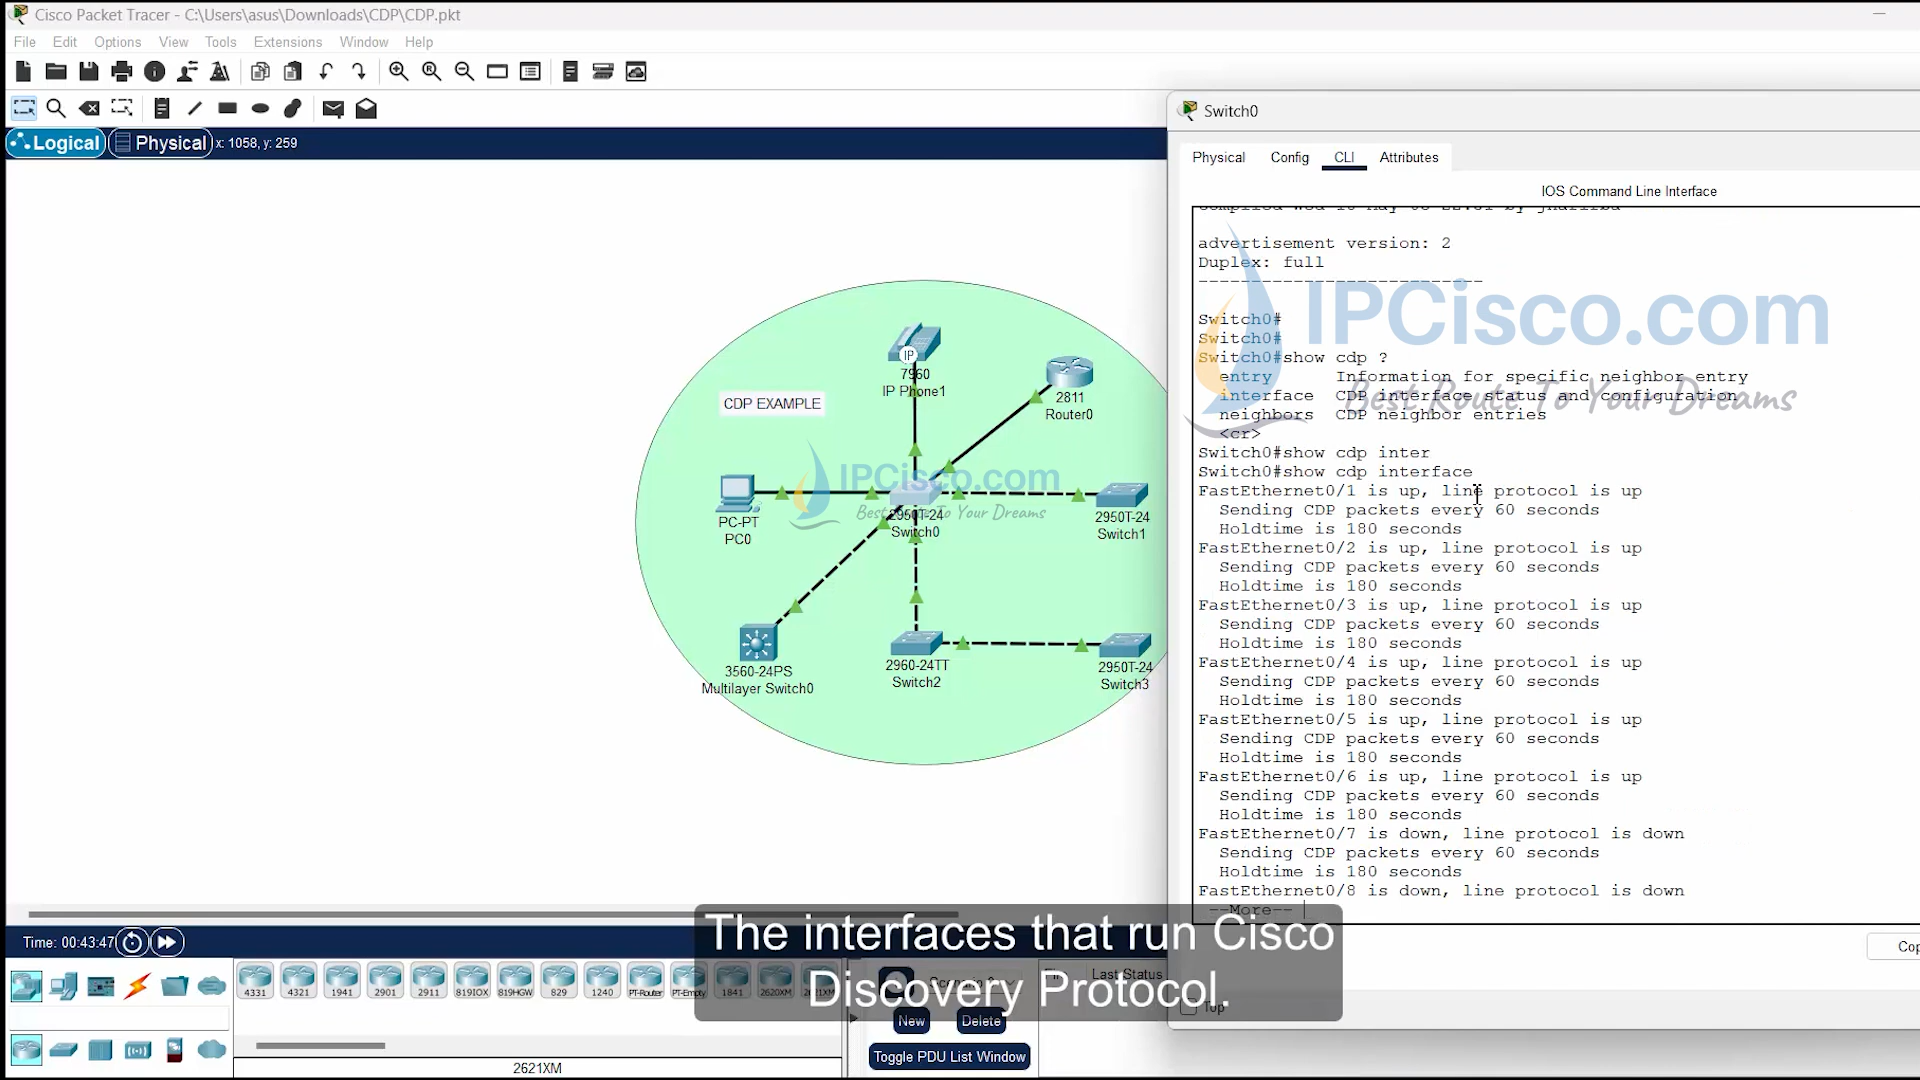 Cisco Packet Tracer - C:\Users\asus\Downloads\CDP\CDP.pkt
File Edit Options View Tools Extensions Window Help
Logical Physical x: 1058, y: 259
CDP EXAMPLE
IP
7960
IP Phone1
2811
Router0
PC-PT
PC0
2950T-24
Switch0
2950T-24
Switch1
3560-24PS
Multilayer Switch0
2960-24TT
Switch2
2950T-24
Switch3
IPCisco.com
Best Route To Your Dreams
Switch0
Physical Config CLI Attributes
IOS Command Line Interface
advertisement version: 2
Duplex: full
---------------------------
Switch0#
Switch0#
Switch0#show cdp ?
entry Information for specific neighbor entry
interface CDP interface status and configuration
neighbors CDP neighbor entries
<cr>
Switch0#show cdp inter
Switch0#show cdp interface
FastEthernet0/1 is up, line protocol is up
Sending CDP packets every 60 seconds
Holdtime is 180 seconds
FastEthernet0/2 is up, line protocol is up
Sending CDP packets every 60 seconds
Holdtime is 180 seconds
FastEthernet0/3 is up, line protocol is up
Sending CDP packets every 60 seconds
Holdtime is 180 seconds
FastEthernet0/4 is up, line protocol is up
Sending CDP packets every 60 seconds
Holdtime is 180 seconds
FastEthernet0/5 is up, line protocol is up
Sending CDP packets every 60 seconds
Holdtime is 180 seconds
FastEthernet0/6 is up, line protocol is up
Sending CDP packets every 60 seconds
Holdtime is 180 seconds
FastEthernet0/7 is down, line protocol is down
Sending CDP packets every 60 seconds
Holdtime is 180 seconds
FastEthernet0/8 is down, line protocol is down
--More--
IPCisco.com
Best Route To Your Dreams
Top
The interfaces that run Cisco
Discovery Protocol.
Time: 00:43:47
4331 4321 1941 2901 2911 819IOX 819HGW 829 1240 PT-Router PT-Empty 1841 2620XM 2621XM
2621XM
Last Status
New Delete
Toggle PDU List Window